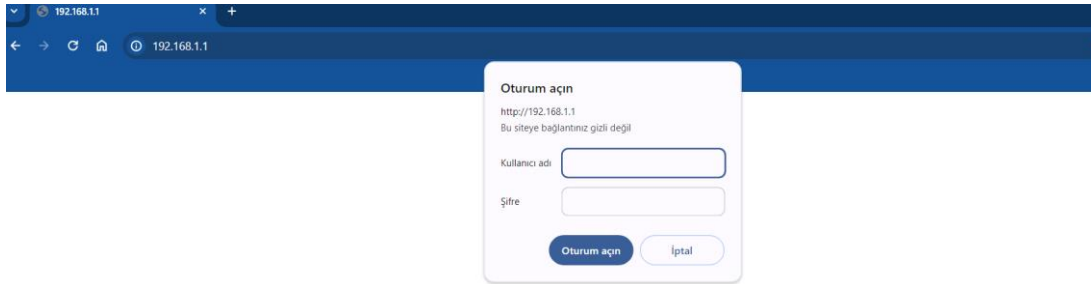 192.168.1.1
192.168.1.1
Oturum açın
http://192.168.1.1
Bu siteye bağlantınız gizli değil
Kullanıcı adı
Şifre
Oturum açın İptal